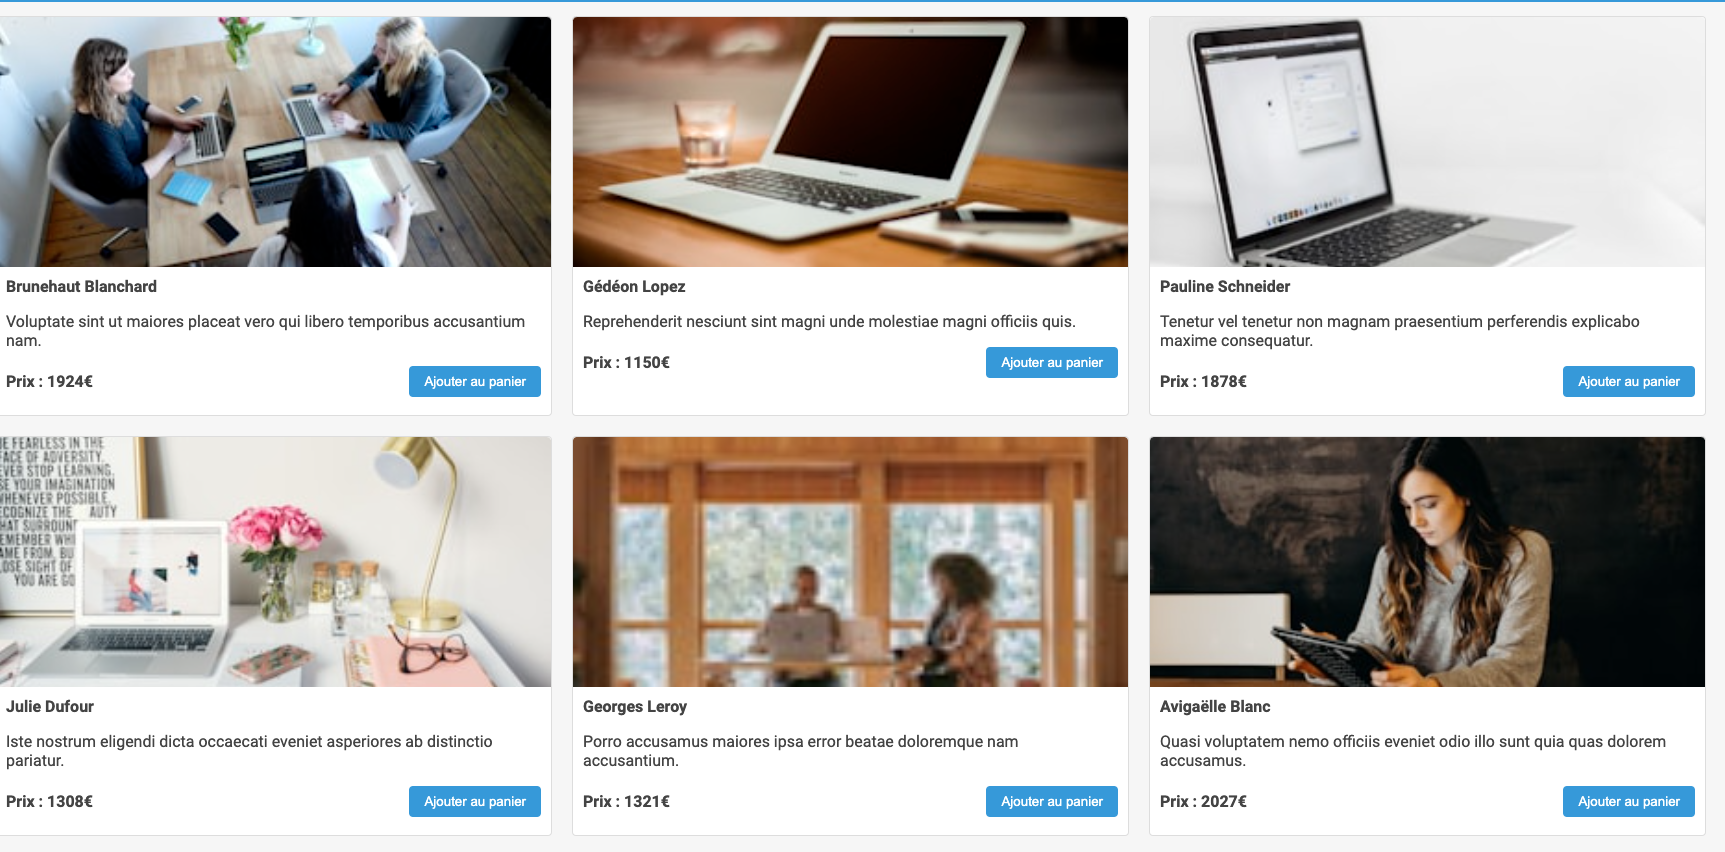 Brunehaut Blanchard
Voluptate sint ut maiores placeat vero qui libero temporibus accusantium
nam.
Prix : 1924€
Ajouter au panier
Gédéon Lopez
Reprehenderit nesciunt sint magni unde molestiae magni officiis quis.
Prix : 1150€
Ajouter au panier
Pauline Schneider
Tenetur vel tenetur non magnam praesentium perferendis explicabo
maxime consequatur.
Prix : 1878€
Ajouter au panier
FEARLESS IN THE
FACE OF ADVERSITY.
EVER STOP LEARNING.
SE YOUR IMAGINATION
WHENEVER POSSIBLE.
ECOGNIZE THE AUTY
HAT SURROUN
EMEMBER WH
AME FROM, BU
LOSE SIGHT OF
YOU ARE GO
Julie Dufour
Iste nostrum eligendi dicta occaecati eveniet asperiores ab distinctio
pariatur.
Prix : 1308€
Ajouter au panier
Georges Leroy
Porro accusamus maiores ipsa error beatae doloremque nam
accusantium.
Prix : 1321€
Ajouter au panier
Avigaëlle Blanc
Quasi voluptatem nemo officiis eveniet odio illo sunt quia quas dolorem
accusamus.
Prix : 2027€
Ajouter au panier